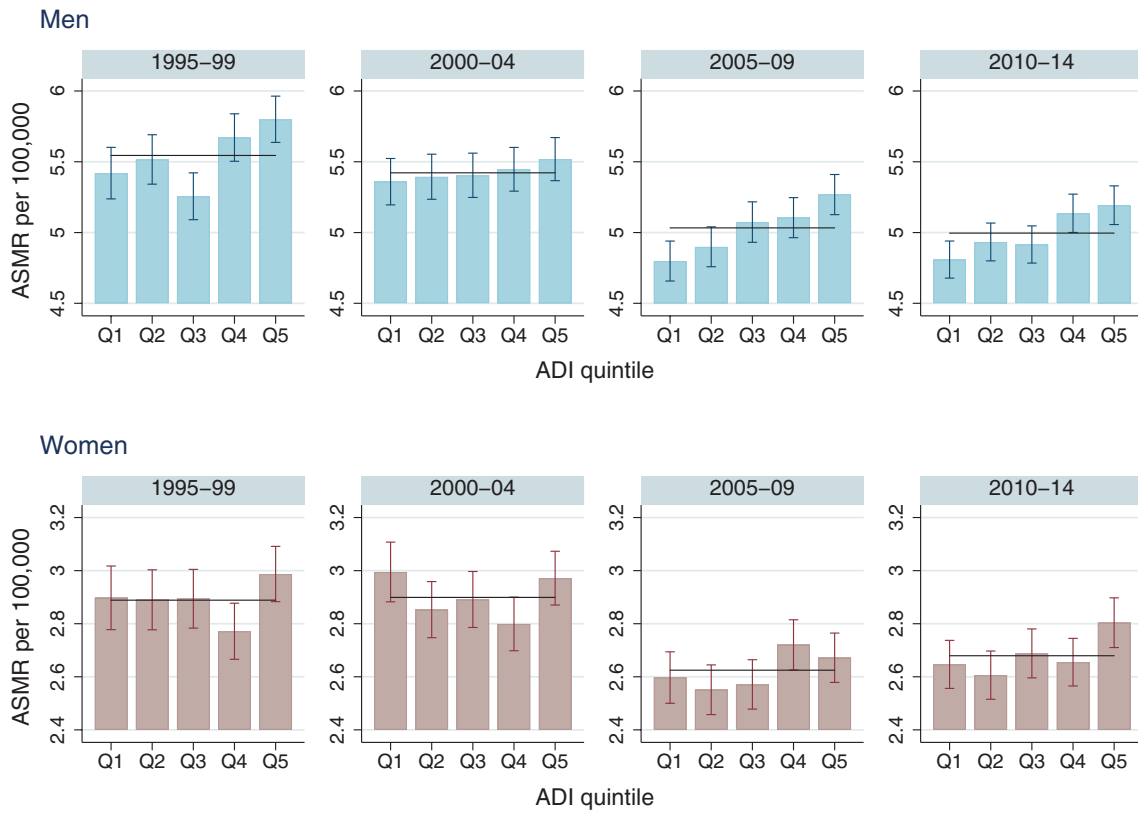 Men
1995–99 2000–04 2005–09 2010–14
ASMR per 100,000
6 6 6 6
5.5 5.5 5.5 5.5
5 5 5 5
4.5 4.5 4.5 4.5
Q1 Q2 Q3 Q4 Q5 Q1 Q2 Q3 Q4 Q5 Q1 Q2 Q3 Q4 Q5 Q1 Q2 Q3 Q4 Q5
ADI quintile
Women
1995–99 2000–04 2005–09 2010–14
ASMR per 100,000
3.2 3.2 3.2 3.2
3 3 3 3
2.8 2.8 2.8 2.8
2.6 2.6 2.6 2.6
2.4 2.4 2.4 2.4
Q1 Q2 Q3 Q4 Q5 Q1 Q2 Q3 Q4 Q5 Q1 Q2 Q3 Q4 Q5 Q1 Q2 Q3 Q4 Q5
ADI quintile